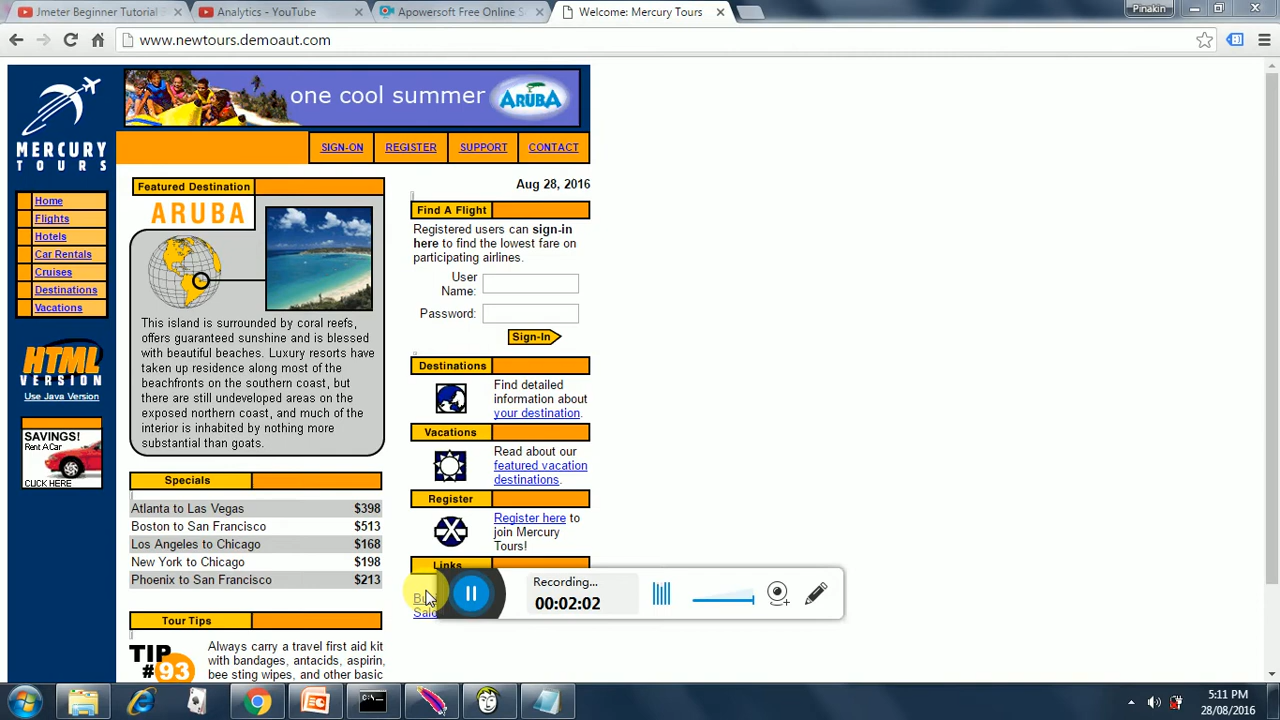 Jmeter Beginner Tutorial
Analytics - YouTube
Apowersoft Free Online S
Welcome: Mercury Tours
Pinakin
www.newtours.demoaut.com
one cool summer
ARUBA
MERCURY
TOURS
SIGN-ON
REGISTER
SUPPORT
CONTACT
Home
Flights
Hotels
Car Rentals
Cruises
Destinations
Vacations
HTML
VERSION
Use Java Version
SAVINGS!
Rent A Car
CLICK HERE
Featured Destination
ARUBA
This island is surrounded by coral reefs,
offers guaranteed sunshine and is blessed
with beautiful beaches. Luxury resorts have
taken up residence along most of the
beachfronts on the southern coast, but
there are still undeveloped areas on the
exposed northern coast, and much of the
interior is inhabited by nothing more
substantial than goats.
Specials
Atlanta to Las Vegas $398
Boston to San Francisco $513
Los Angeles to Chicago $168
New York to Chicago $198
Phoenix to San Francisco $213
Tour Tips
TIP
#93
Always carry a travel first aid kit
with bandages, antacids, aspirin,
bee sting wipes, and other basic
Aug 28, 2016
Find A Flight
Registered users can sign-in
here to find the lowest fare on
participating airlines.
User
Name:
Password:
Sign-In
Destinations
Find detailed
information about
your destination.
Vacations
Read about our
featured vacation
destinations.
Register
Register here to
join Mercury
Tours!
Links
Recording...
00:02:02
5:11 PM
28/08/2016